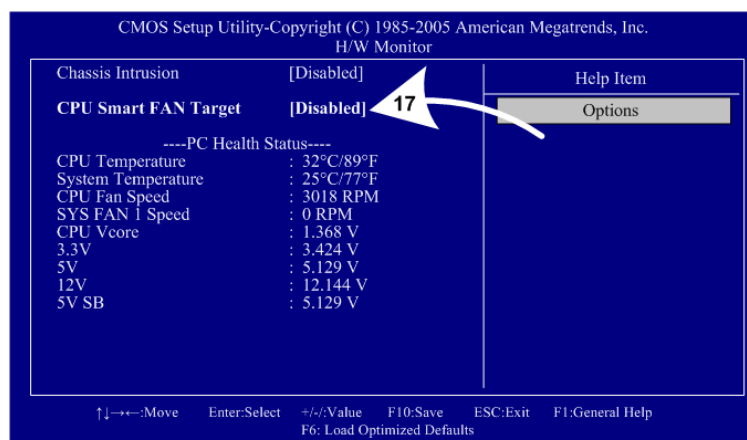 CMOS Setup Utility-Copyright (C) 1985-2005 American Megatrends, Inc.
H/W Monitor
Chassis Intrusion [Disabled]
CPU Smart FAN Target [Disabled]
17
Help Item
Options
----PC Health Status----
CPU Temperature : 32°C/89°F
System Temperature : 25°C/77°F
CPU Fan Speed : 3018 RPM
SYS FAN 1 Speed : 0 RPM
CPU Vcore : 1.368 V
3.3V : 3.424 V
5V : 5.129 V
12V : 12.144 V
5V SB : 5.129 V
↑↓→←:Move Enter:Select +/-/:Value F10:Save ESC:Exit F1:General Help
F6: Load Optimized Defaults